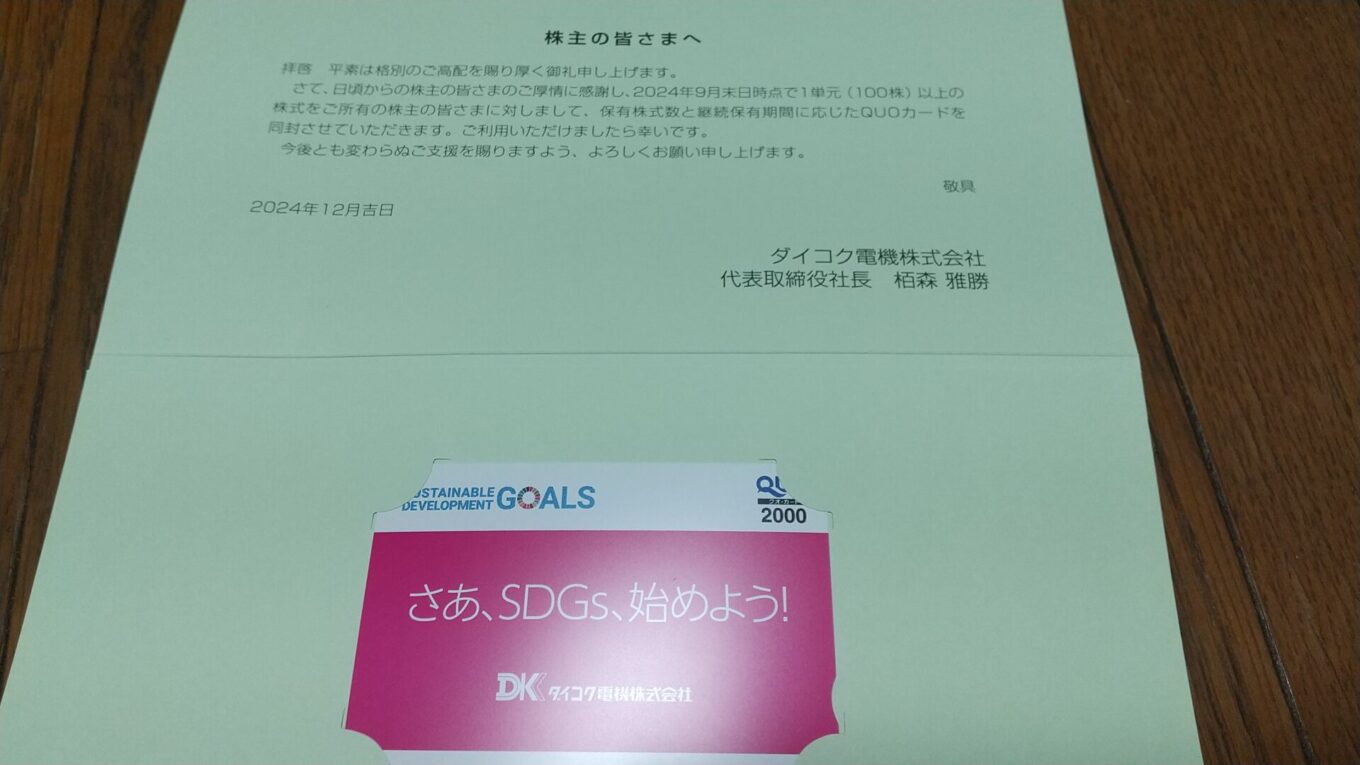 株主の皆さまへ
拝啓　平素は格別のご高配を賜り厚く御礼申し上げます。
さて、日頃からの株主の皆さまのご厚情に感謝し、2024年9月末日時点で1単元（100株）以上の
株式をご所有の株主の皆さまに対しまして、保有株式数と継続保有期間に応じたQUOカードを
同封させていただきます。ご利用いただけましたら幸いです。
今後とも変わらぬご支援を賜りますよう、よろしくお願い申し上げます。
敬具
2024年12月吉日
ダイコク電機株式会社
代表取締役社長　栢森 雅勝
SUSTAINABLE
DEVELOPMENT GOALS
QU
クオ・カード
2000
さあ、SDGs、始めよう!
DK ダイコク電機株式会社